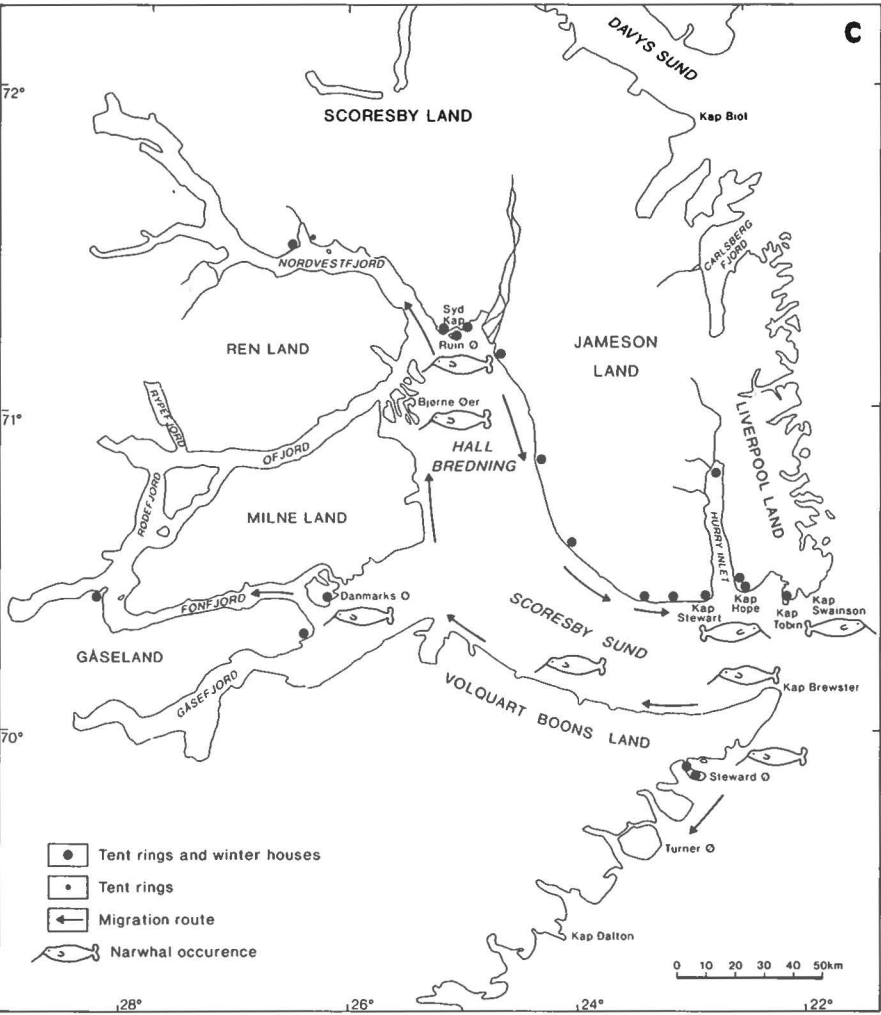 C
DAVYS SUND
72°
SCORESBY LAND
Kap Biot
CARLSBERG
FJORD
NORDVESTFJORD
Syd
Kap
Ruin Ø
REN LAND
JAMESON
LAND
71°
Bjørne Øer
RYPEFJORD
LIVERPOOL LAND
ØFJORD
HALL
BREDNING
RØDEFJORD
MILNE LAND
HURRY INLET
Danmarks Ø
FØNFJORD
SCORESBY SUND
Kap
Stewart
Kap
Hope
Kap
Tobin
Kap
Swainson
GÅSELAND
GÅSEFJORD
Kap Brewster
VOLQUART BOONS LAND
70°
Steward Ø
Turner Ø
Kap Dalton
Tent rings and winter houses
Tent rings
Migration route
Narwhal occurence
0 10 20 30 40 50km
28° 26° 24° 22°